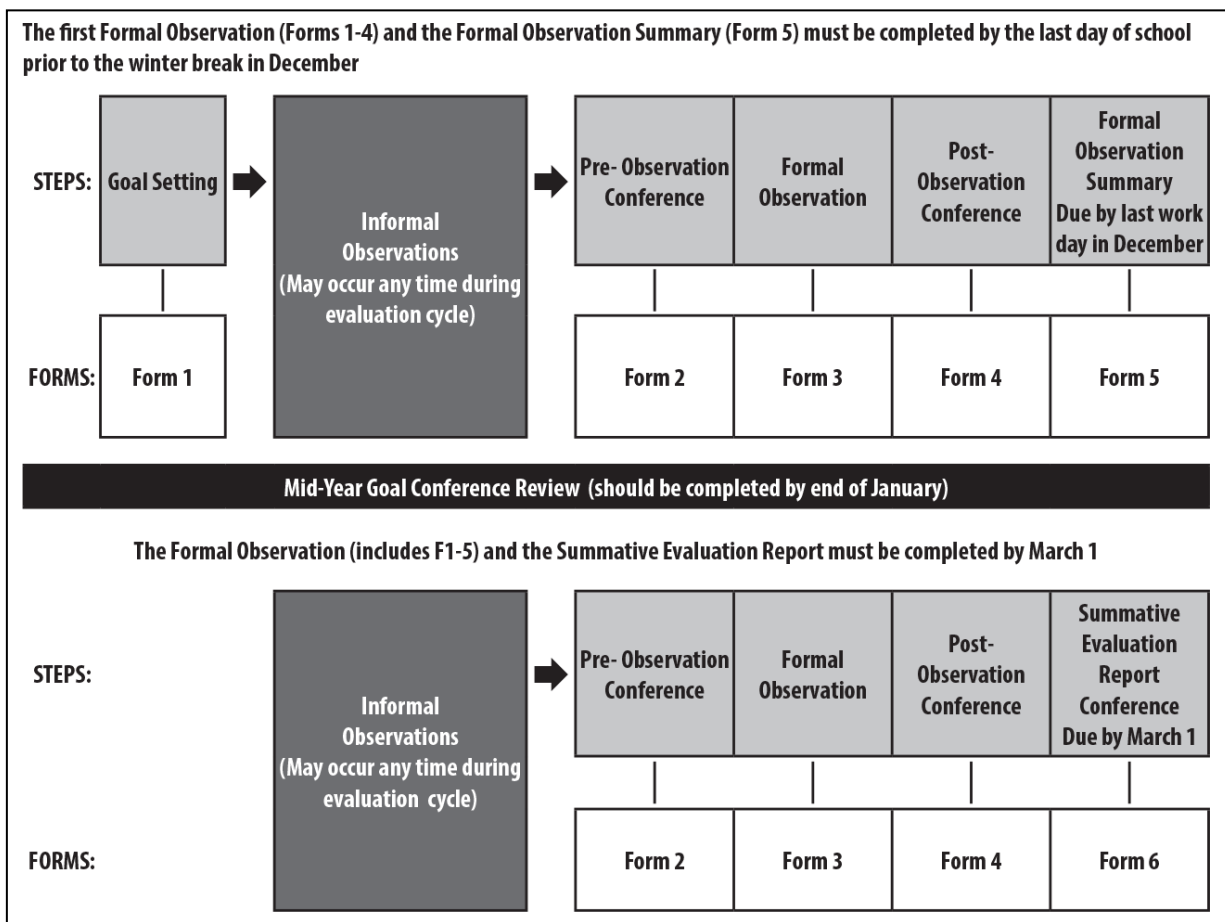 The first Formal Observation (Forms 1-4) and the Formal Observation Summary (Form 5) must be completed by the last day of school
prior to the winter break in December
STEPS:
Goal Setting
Informal
Observations
(May occur any time during
evaluation cycle)
Pre- Observation
Conference
Formal
Observation
Post-
Observation
Conference
Formal
Observation
Summary
Due by last work
day in December
FORMS:
Form 1
Form 2
Form 3
Form 4
Form 5
Mid-Year Goal Conference Review (should be completed by end of January)
The Formal Observation (includes F1-5) and the Summative Evaluation Report must be completed by March 1
STEPS:
Informal
Observations
(May occur any time during
evaluation cycle)
Pre- Observation
Conference
Formal
Observation
Post-
Observation
Conference
Summative
Evaluation
Report
Conference
Due by March 1
FORMS:
Form 2
Form 3
Form 4
Form 6